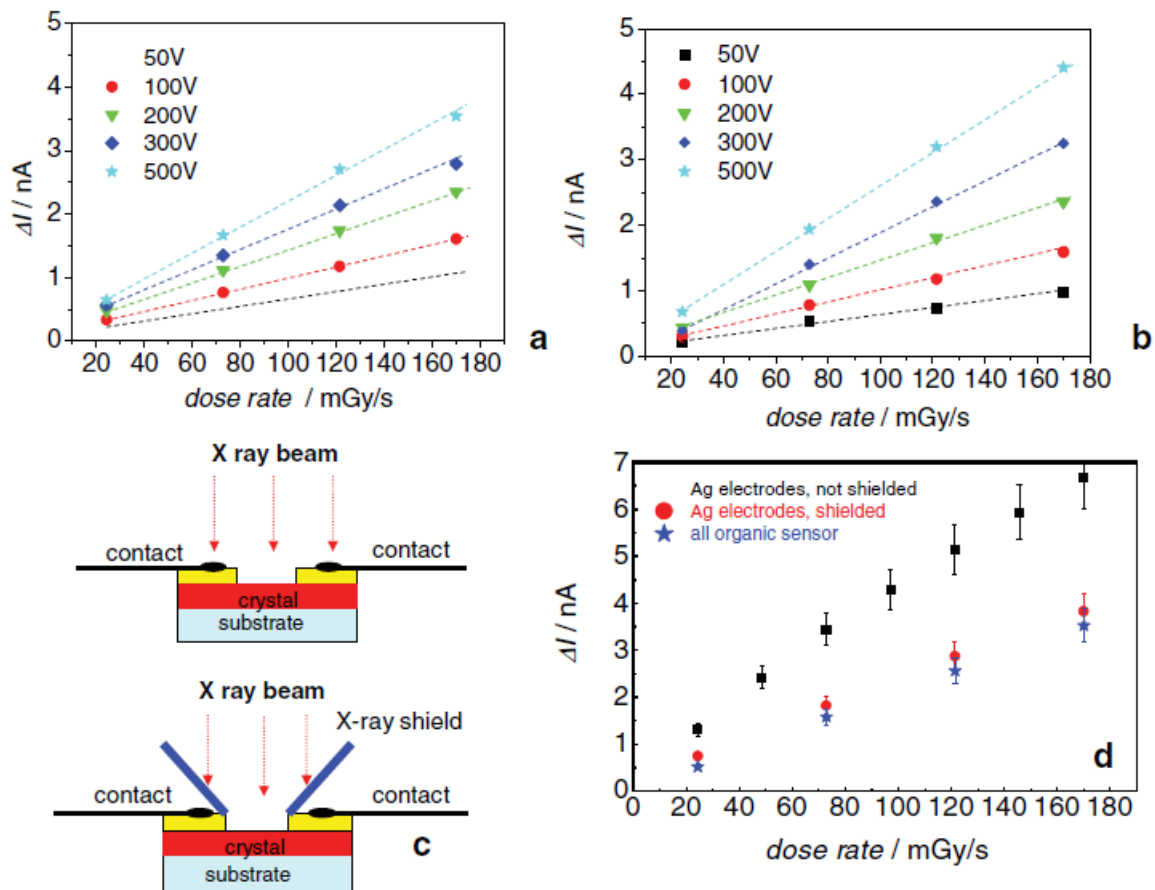 5
4
3
2
1
0
ΔI / nA
50V
100V
200V
300V
500V
20 40 60 80 100 120 140 160 180
dose rate / mGy/s
a
5
4
3
2
1
0
ΔI / nA
50V
100V
200V
300V
500V
20 40 60 80 100 120 140 160 180
dose rate / mGy/s
b
X ray beam
contact
contact
crystal
substrate
X ray beam
X-ray shield
contact
contact
crystal
substrate
c
7
6
5
4
3
2
1
0
ΔI / nA
Ag electrodes, not shielded
Ag electrodes, shielded
all organic sensor
0 20 40 60 80 100 120 140 160 180
dose rate / mGy/s
d